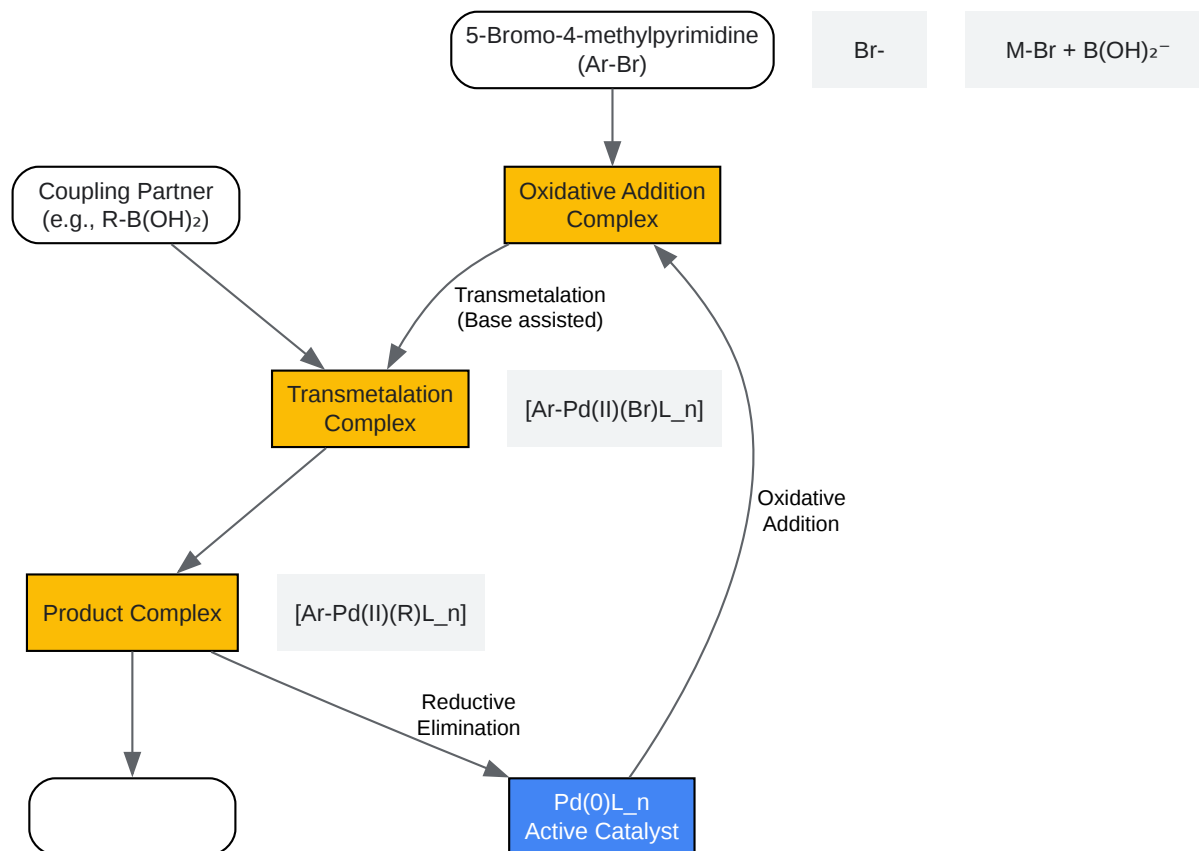 5-Bromo-4-methylpyrimidine
(Ar-Br)
Br-
M-Br + B(OH)₂⁻
Coupling Partner
(e.g., R-B(OH)₂)
Oxidative Addition
Complex
Transmetalation
(Base assisted)
Transmetalation
Complex
[Ar-Pd(II)(Br)L_n]
Oxidative
Addition
Product Complex
[Ar-Pd(II)(R)L_n]
Reductive
Elimination
Pd(0)L_n
Active Catalyst